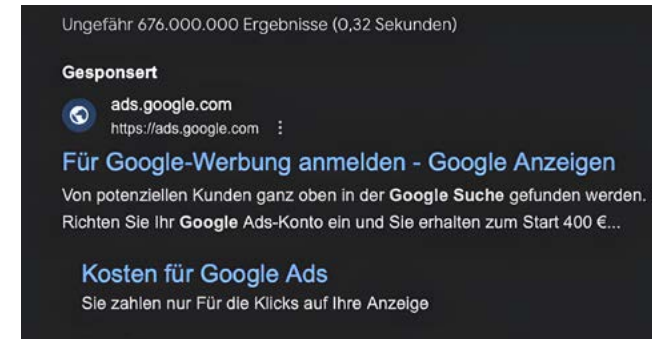 Ungefähr 676.000.000 Ergebnisse (0,32 Sekunden)
Gesponsert
ads.google.com
https://ads.google.com
Für Google-Werbung anmelden - Google Anzeigen
Von potenziellen Kunden ganz oben in der Google Suche gefunden werden.
Richten Sie Ihr Google Ads-Konto ein und Sie erhalten zum Start 400 €...
Kosten für Google Ads
Sie zahlen nur Für die Klicks auf Ihre Anzeige